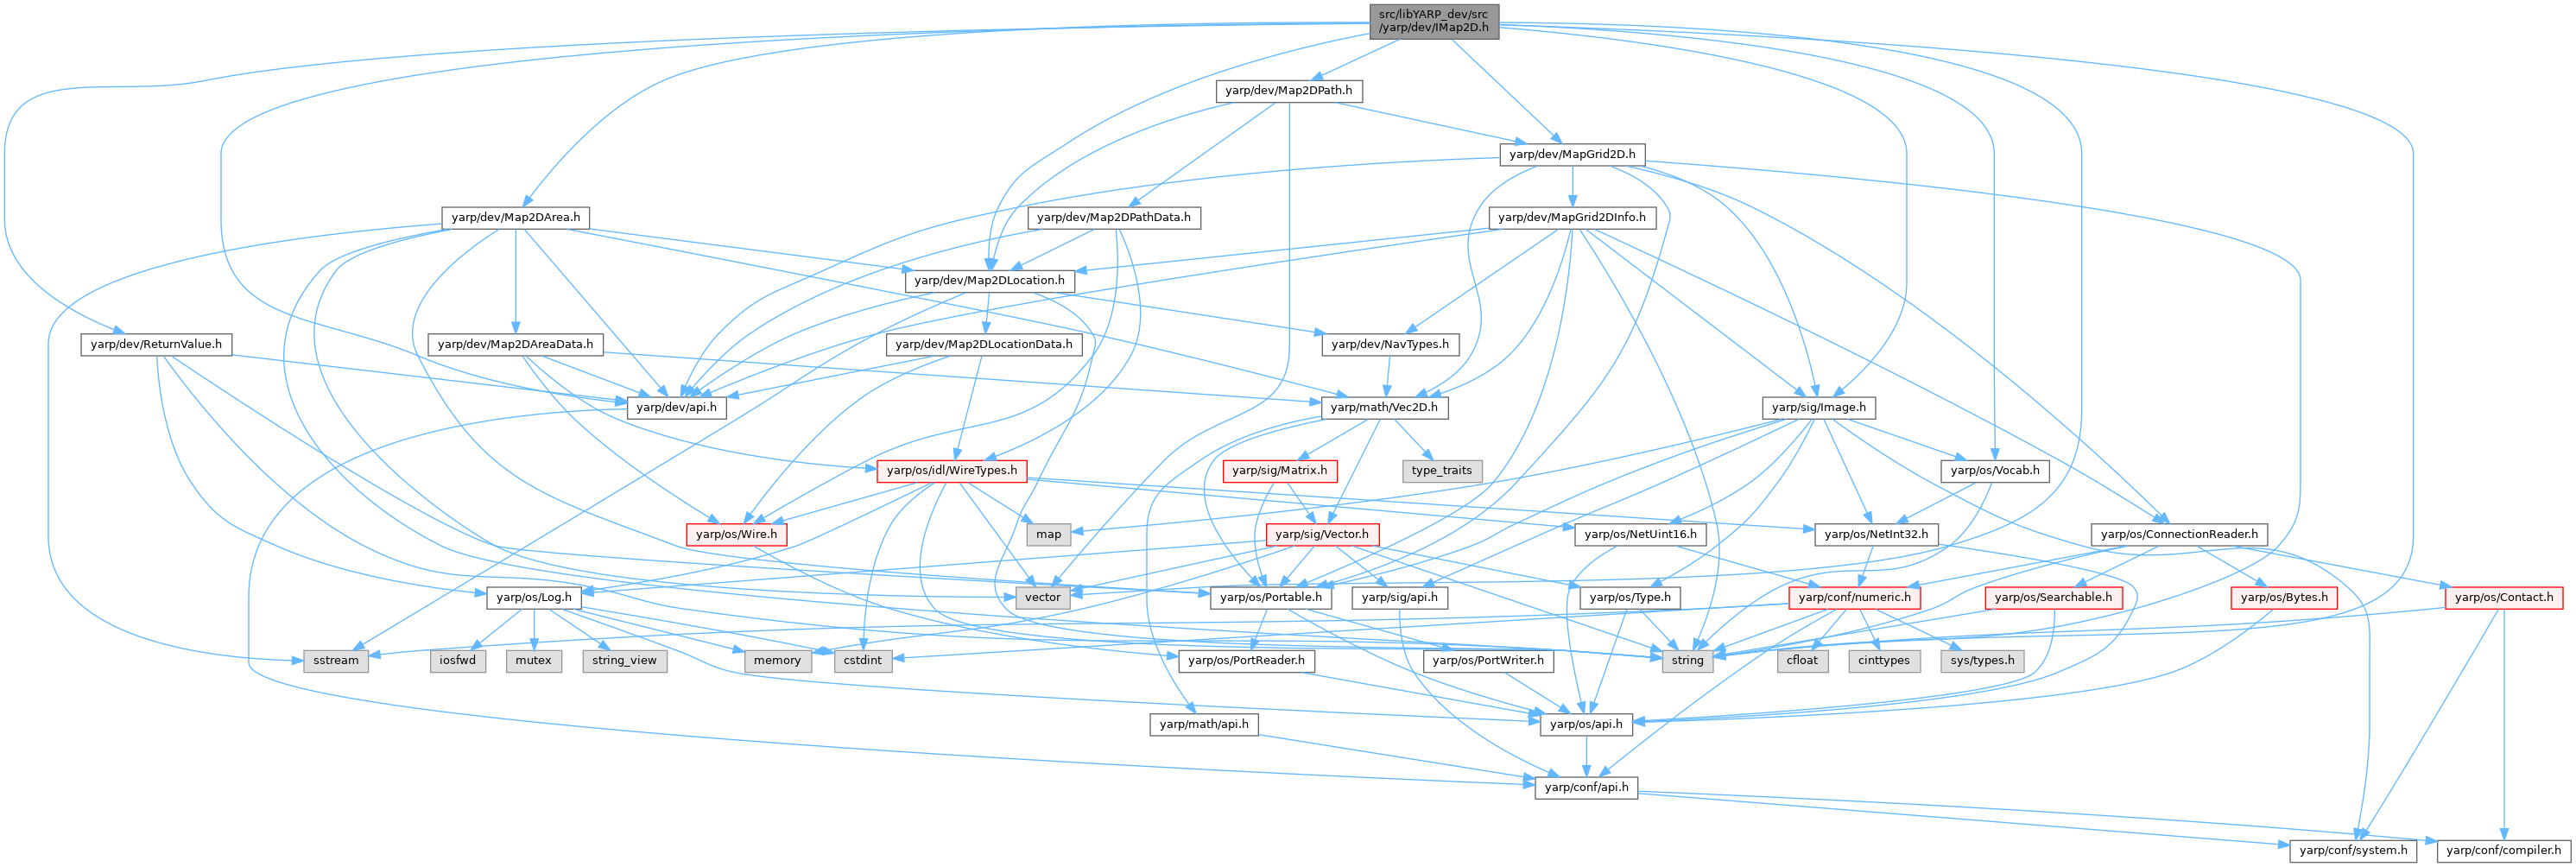 src/libYARP_dev/src
/yarp/dev/IMap2D.h
yarp/dev/Map2DPath.h
yarp/dev/MapGrid2D.h
yarp/dev/Map2DArea.h
yarp/dev/Map2DPathData.h
yarp/dev/MapGrid2DInfo.h
yarp/dev/Map2DLocation.h
yarp/dev/ReturnValue.h
yarp/dev/Map2DAreaData.h
yarp/dev/Map2DLocationData.h
yarp/dev/NavTypes.h
yarp/dev/api.h
yarp/math/Vec2D.h
yarp/sig/Image.h
yarp/os/idl/WireTypes.h
yarp/sig/Matrix.h
type_traits
yarp/os/Vocab.h
yarp/os/Wire.h
map
yarp/sig/Vector.h
yarp/os/NetUint16.h
yarp/os/NetInt32.h
yarp/os/ConnectionReader.h
yarp/os/Log.h
vector
yarp/os/Portable.h
yarp/sig/api.h
yarp/os/Type.h
yarp/conf/numeric.h
yarp/os/Searchable.h
yarp/os/Bytes.h
yarp/os/Contact.h
sstream
iosfwd
mutex
string_view
memory
cstdint
yarp/os/PortReader.h
yarp/os/PortWriter.h
string
cfloat
cinttypes
sys/types.h
yarp/math/api.h
yarp/os/api.h
yarp/conf/api.h
yarp/conf/system.h
yarp/conf/compiler.h